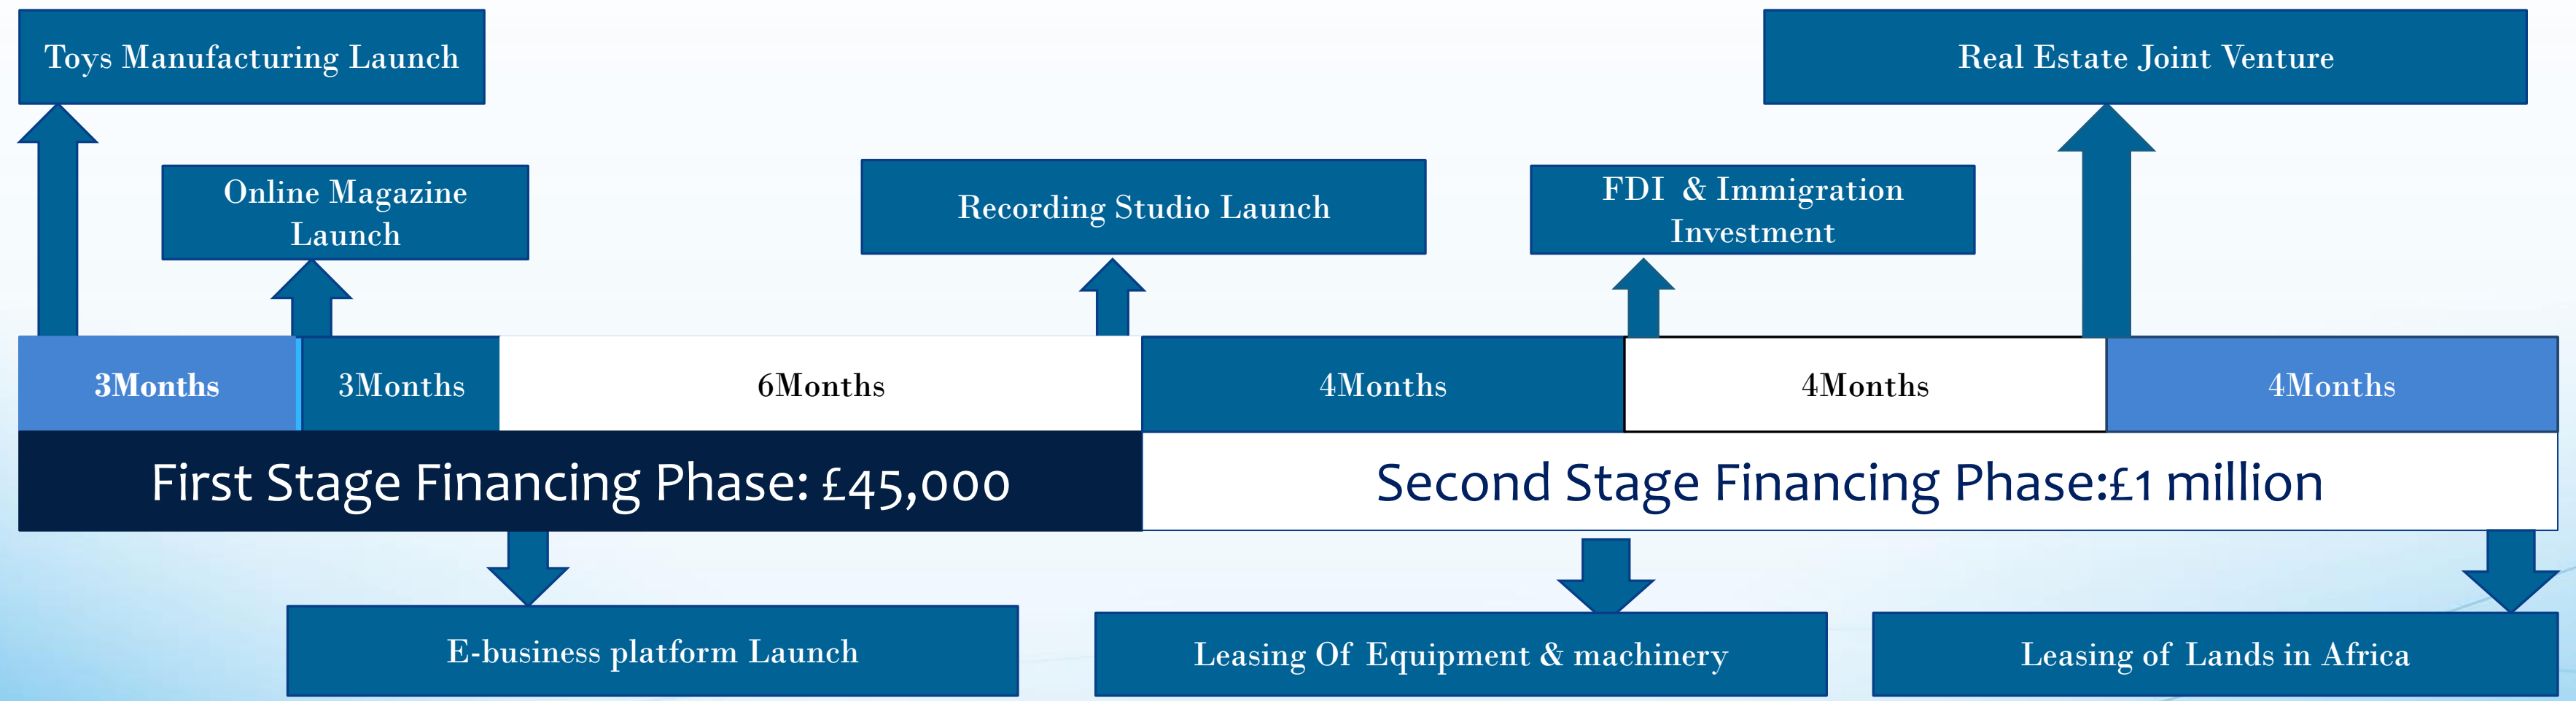 Toys Manufacturing Launch
Real Estate Joint Venture
Online Magazine
Launch
Recording Studio Launch
FDI & Immigration
Investment
3Months
3Months
6Months
4Months
4Months
4Months
First Stage Financing Phase: £45,000
Second Stage Financing Phase:£1 million
E-business platform Launch
Leasing Of Equipment & machinery
Leasing of Lands in Africa